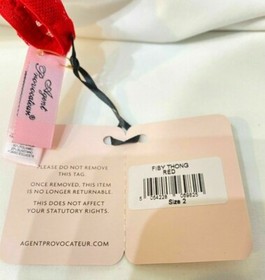 Agent
Provocateur
PLEASE DO NOT REMOVE
THIS TAG.
ONCE REMOVED, THIS ITEM
IS NO LONGER RETURNABLE.
THIS DOES NOT AFFECT
YOUR STATUTORY RIGHTS.
AGENTPROVOCATEUR.COM
FIBY THONG
RED
Size 2